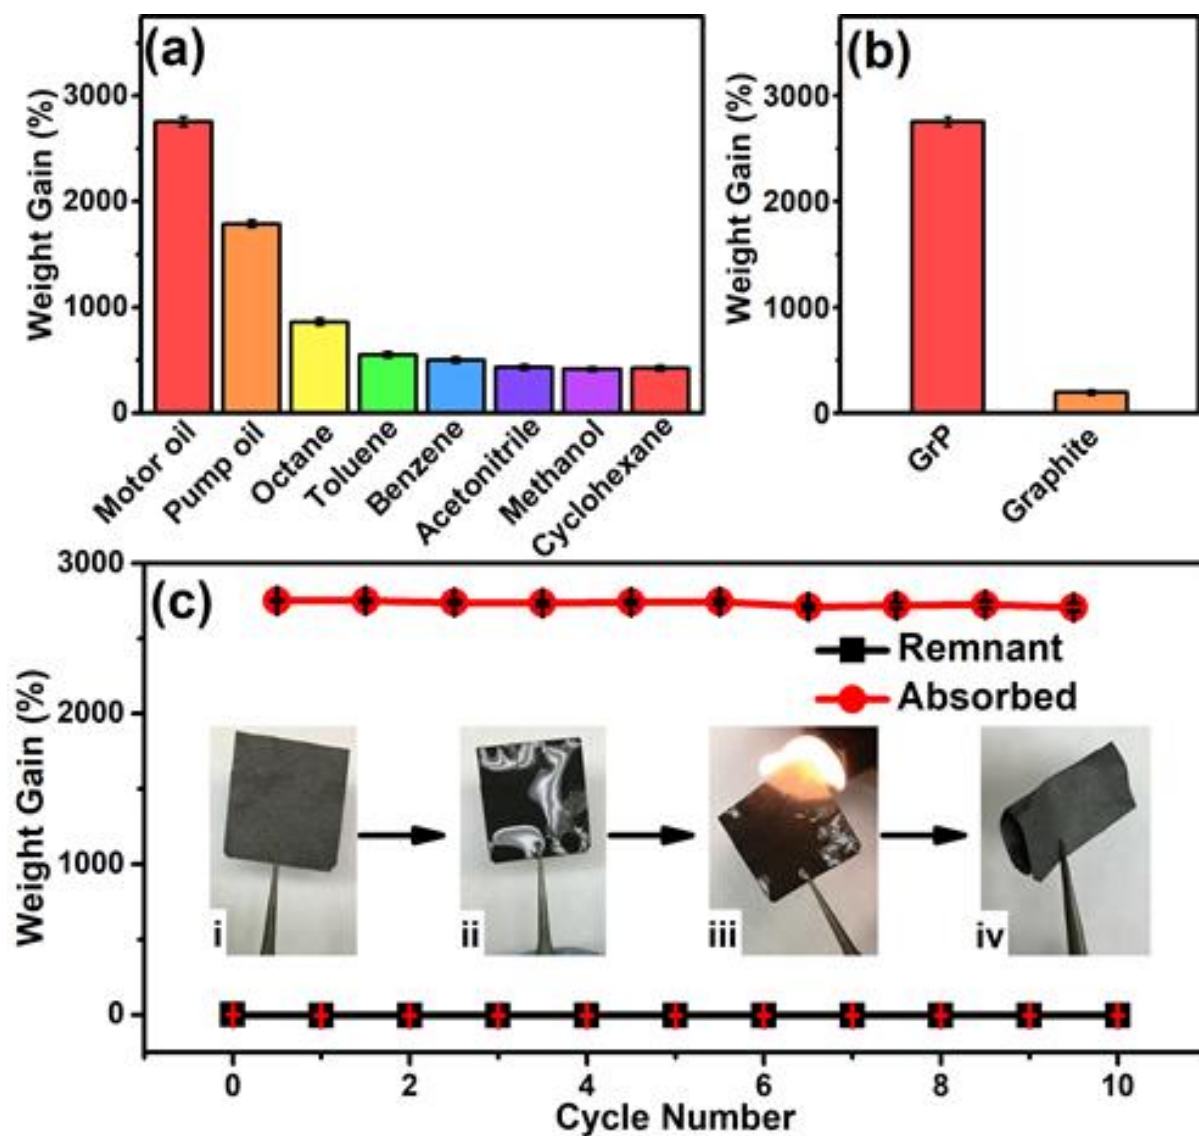 (a)
Weight Gain (%)
3000
2000
1000
0
Motor oil
Pump oil
Octane
Toluene
Benzene
Acetonitrile
Methanol
Cyclohexane
(b)
Weight Gain (%)
3000
2000
1000
0
GrP
Graphite
(c)
Weight Gain (%)
3000
2000
1000
0
Remnant
Absorbed
i
ii
iii
iv
0 2 4 6 8 10
Cycle Number